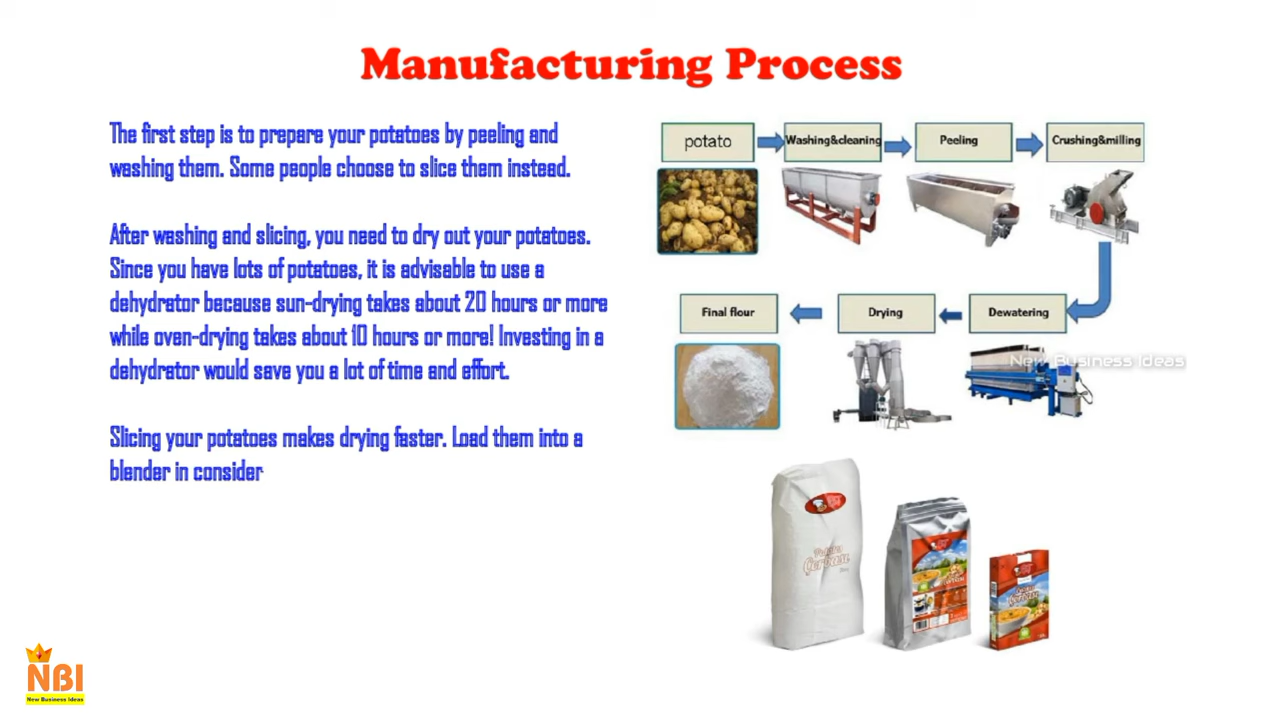 Manufacturing Process
The first step is to prepare your potatoes by peeling and
washing them. Some people choose to slice them instead.
After washing and slicing, you need to dry out your potatoes.
Since you have lots of potatoes, it is advisable to use a
dehydrator because sun-drying takes about 20 hours or more
while oven-drying takes about 10 hours or more! Investing in a
dehydrator would save you a lot of time and effort.
Slicing your potatoes makes drying faster. Load them into a
blender in consider
potato
Washing&cleaning
Peeling
Crushing&milling
Final flour
Drying
Dewatering
New Business Ideas
NBI
New Business Ideas